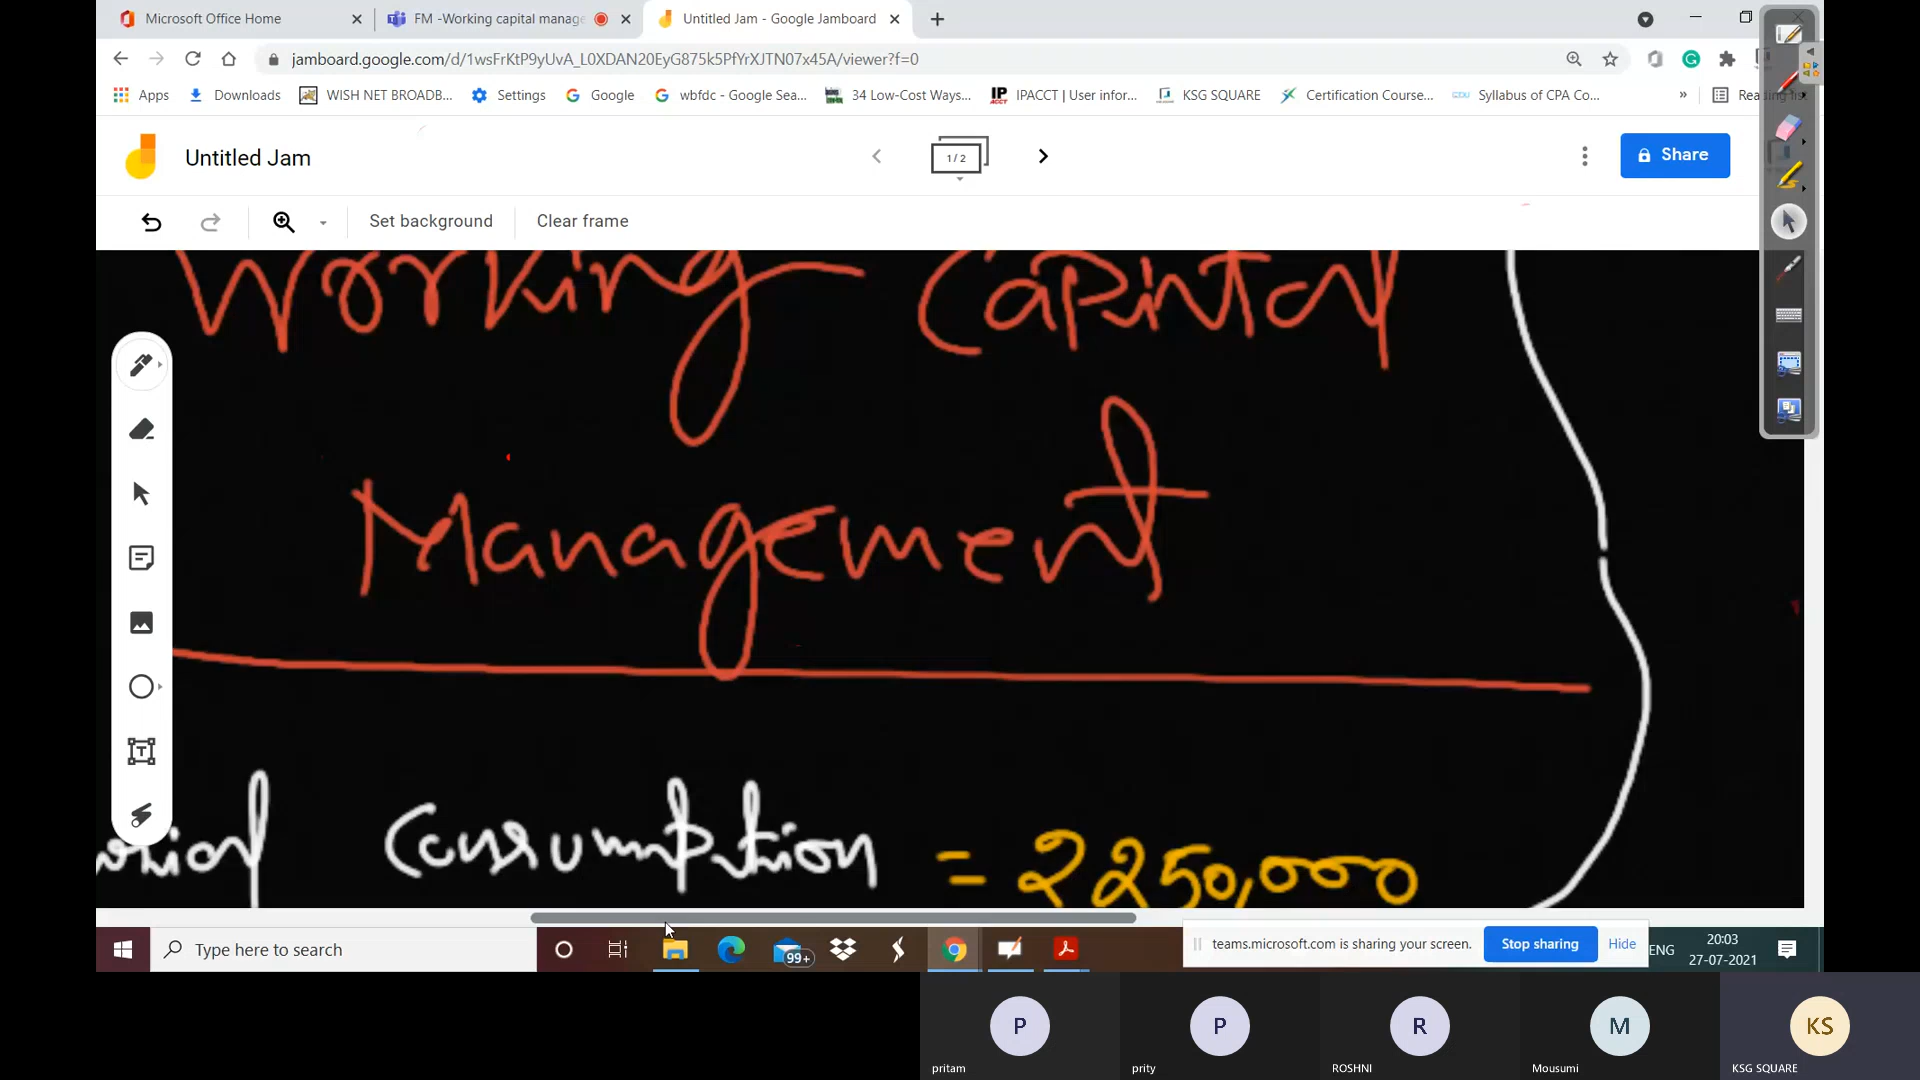 Microsoft Office Home
FM -Working capital manage
Untitled Jam - Google Jamboard
jamboard.google.com/d/1wsFrKtP9yUvA_L0XDAN20EyG875k5PfYrXJTN07x45A/viewer?f=0
Apps Downloads WISH NET BROADB... Settings Google wbfdc - Google Sea... 34 Low-Cost Ways... IPACCT | User infor... KSG SQUARE Certification Course... Syllabus of CPA Co... » Reading list
Untitled Jam
1 / 2
Share
Set background Clear frame
Working Capital
Management
Consumption = 2250,000
Type here to search
99+
teams.microsoft.com is sharing your screen. Stop sharing Hide
ENG
20:03
27-07-2021
P P R M KS
pritam prity ROSHNI Mousumi KSG SQUARE